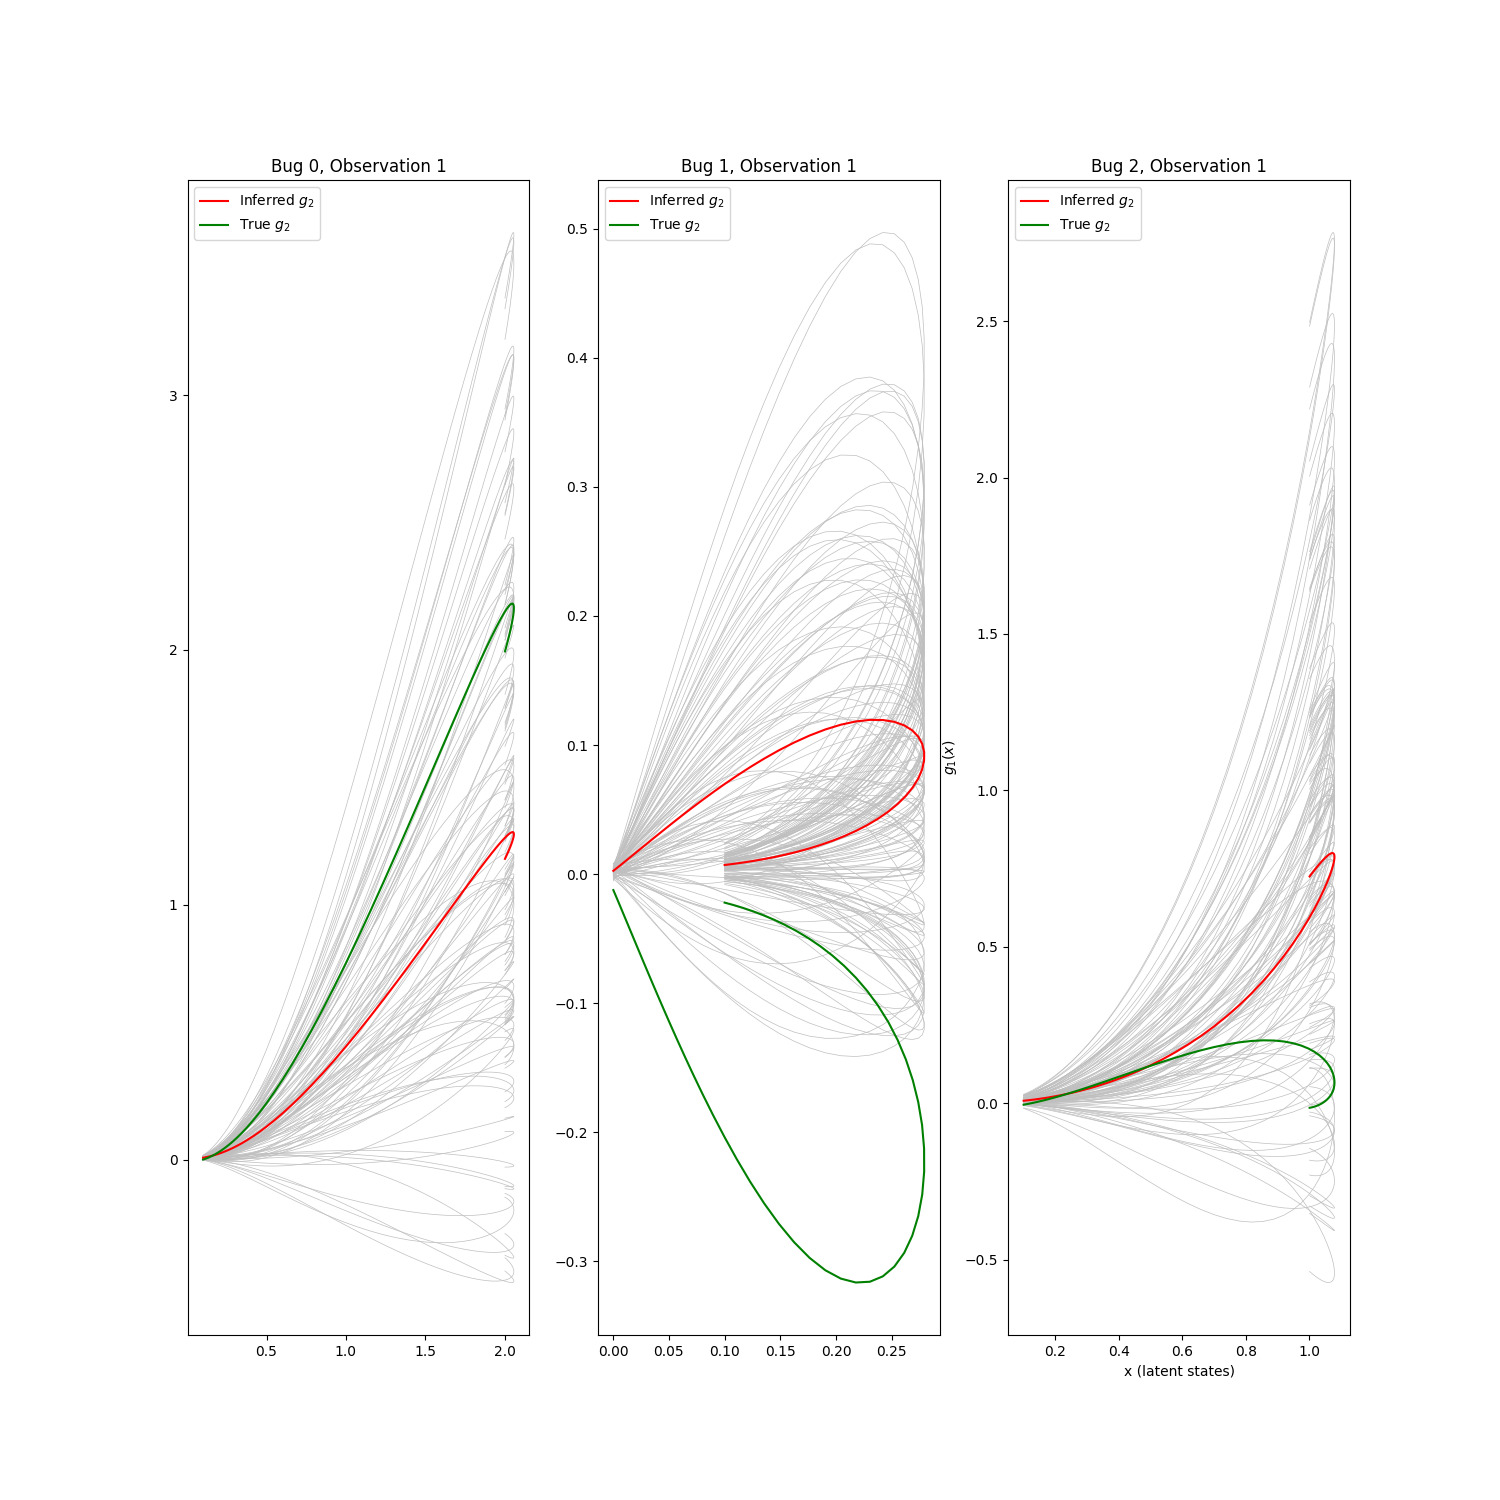 Bug 0, Observation 1
Inferred g₂
True g₂
3
2
1
0
0.5 1.0 1.5 2.0
Bug 1, Observation 1
Inferred g₂
True g₂
0.5
0.4
0.3
0.2
0.1
0.0
−0.1
−0.2
−0.3
0.00 0.05 0.10 0.15 0.20 0.25
Bug 2, Observation 1
Inferred g₂
True g₂
g₁(x)
2.5
2.0
1.5
1.0
0.5
0.0
−0.5
0.2 0.4 0.6 0.8 1.0
x (latent states)